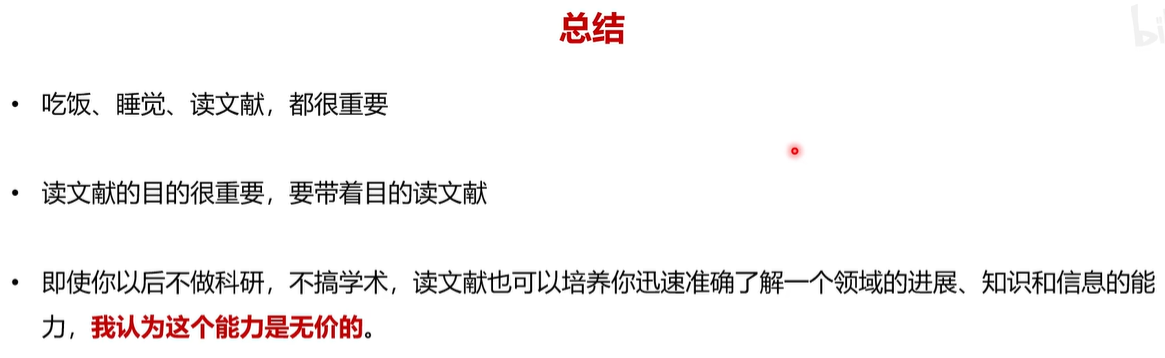 总结
• 吃饭、睡觉、读文献，都很重要
• 读文献的目的很重要，要带着目的读文献
• 即使你以后不做科研，不搞学术，读文献也可以培养你迅速准确了解一个领域的进展、知识和信息的能
力，我认为这个能力是无价的。